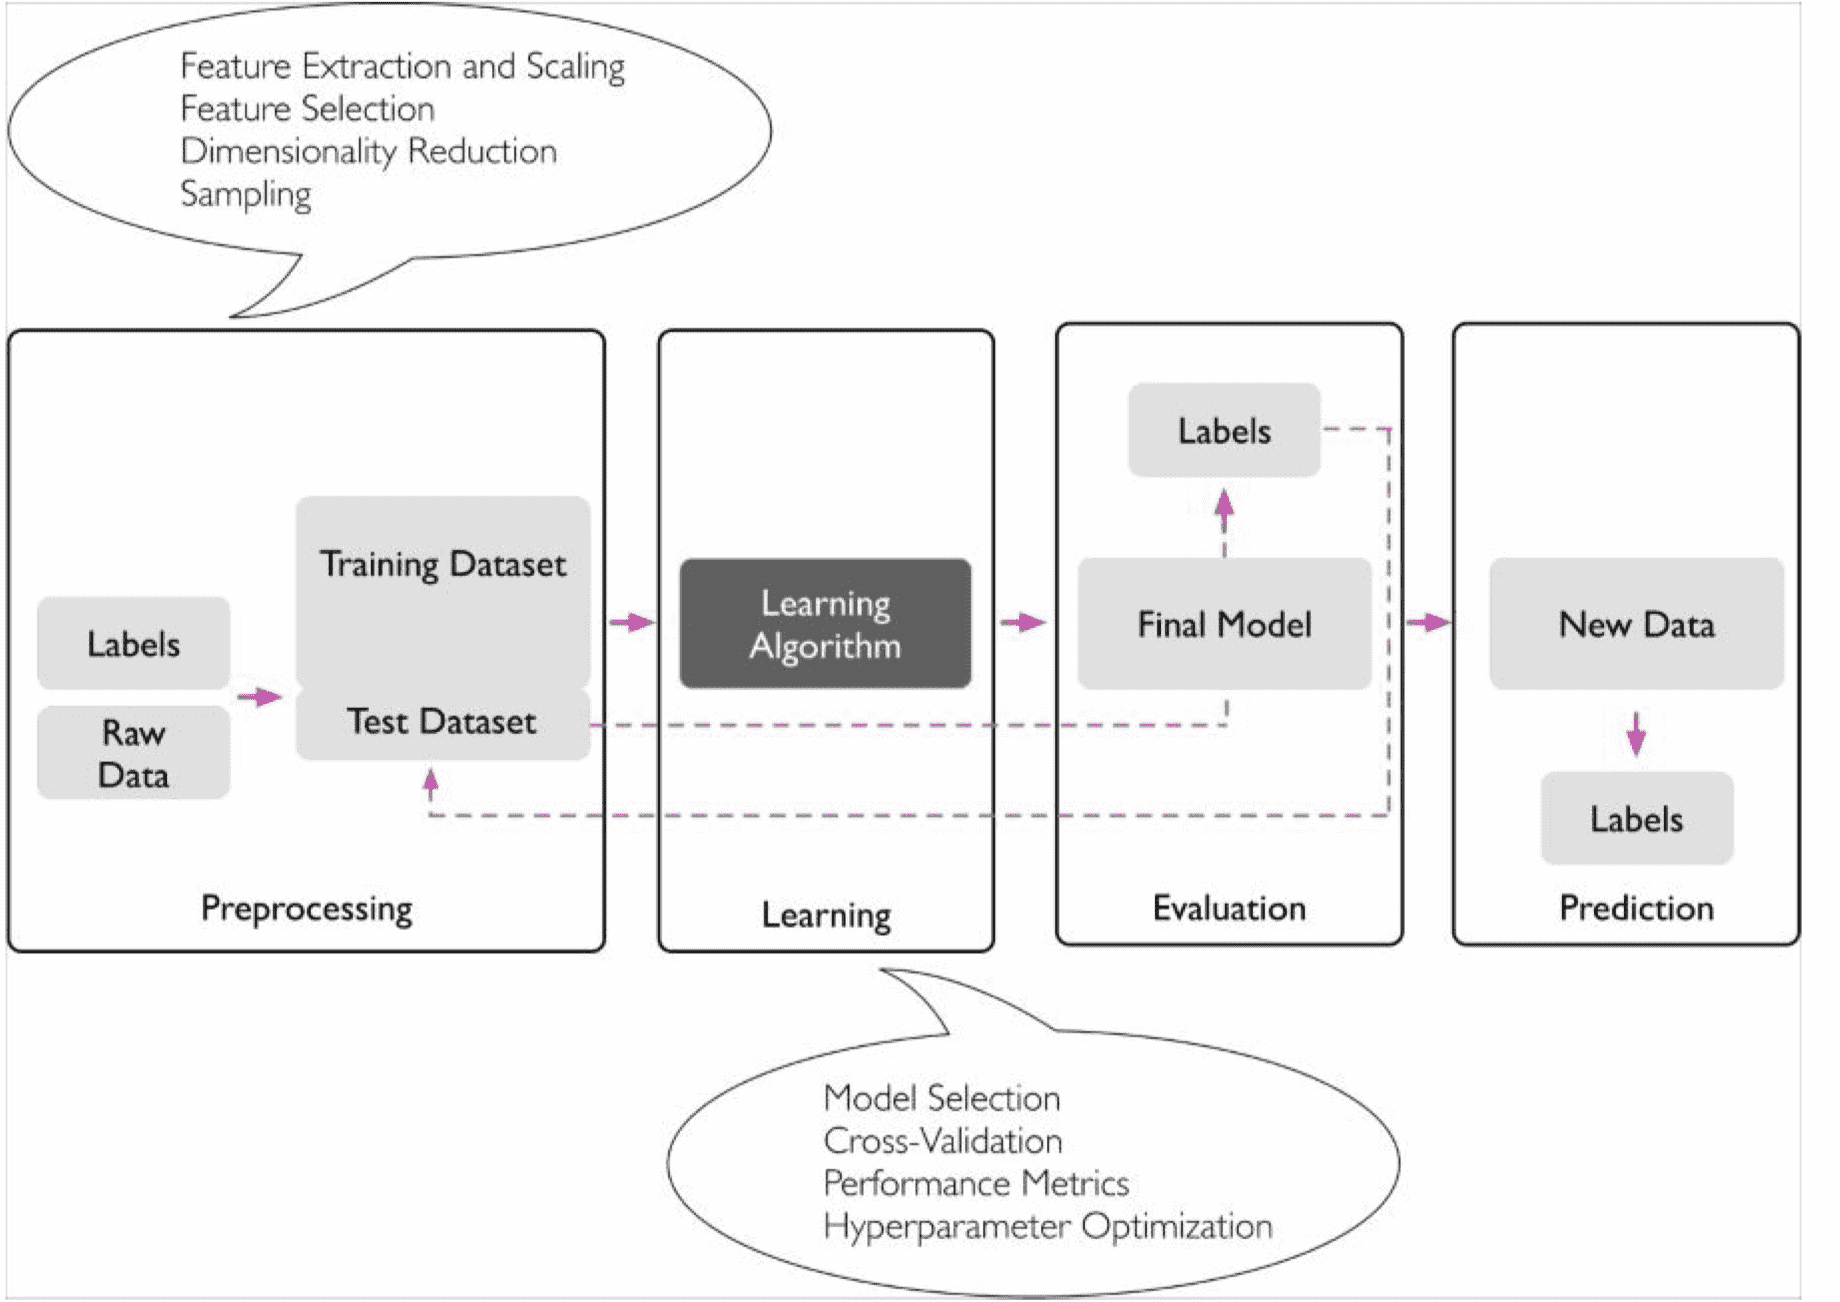 Feature Extraction and Scaling
Feature Selection
Dimensionality Reduction
Sampling
Labels
Raw
Data
Training Dataset
Test Dataset
Preprocessing
Learning
Algorithm
Learning
Labels
Final Model
Evaluation
New Data
Labels
Prediction
Model Selection
Cross-Validation
Performance Metrics
Hyperparameter Optimization